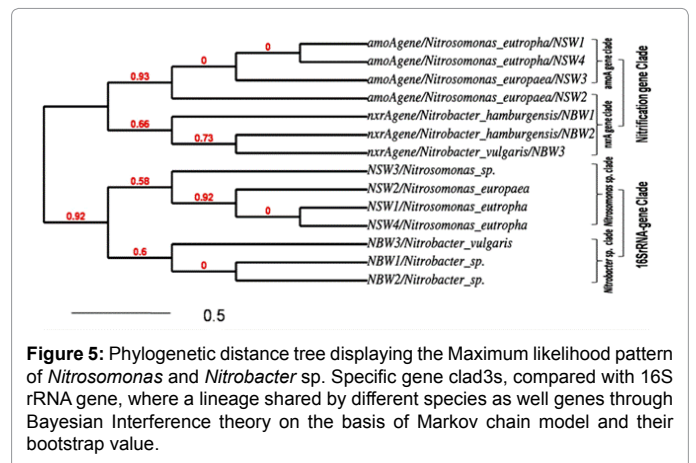 0
amoAgene/Nitrosomonas_eutropha/NSW1
0
amoAgene/Nitrosomonas_eutropha/NSW4
0.93
amoAgene/Nitrosomonas_europaea/NSW3
amoAgene/Nitrosomonas_europaea/NSW2
amoA gene clade
0.66
nxrAgene/Nitrobacter_hamburgensis/NBW1
0.73
nxrAgene/Nitrobacter_hamburgensis/NBW2
nxrAgene/Nitrobacter_vulgaris/NBW3
nxrA gene clade
Nitrification gene Clade
0.92
0.58
NSW3/Nitrosomonas_sp.
0.92
NSW2/Nitrosomonas_europaea
0
NSW1/Nitrosomonas_eutropha
NSW4/Nitrosomonas_eutropha
Nitrosomonas sp. clade
0.6
NBW3/Nitrobacter_vulgaris
0
NBW1/Nitrobacter_sp.
NBW2/Nitrobacter_sp.
Nitrobacter sp. clade
16SrRNA-gene Clade
0.5
Figure 5: Phylogenetic distance tree displaying the Maximum likelihood pattern
of Nitrosomonas and Nitrobacter sp. Specific gene clad3s, compared with 16S
rRNA gene, where a lineage shared by different species as well genes through
Bayesian Interference theory on the basis of Markov chain model and their
bootstrap value.